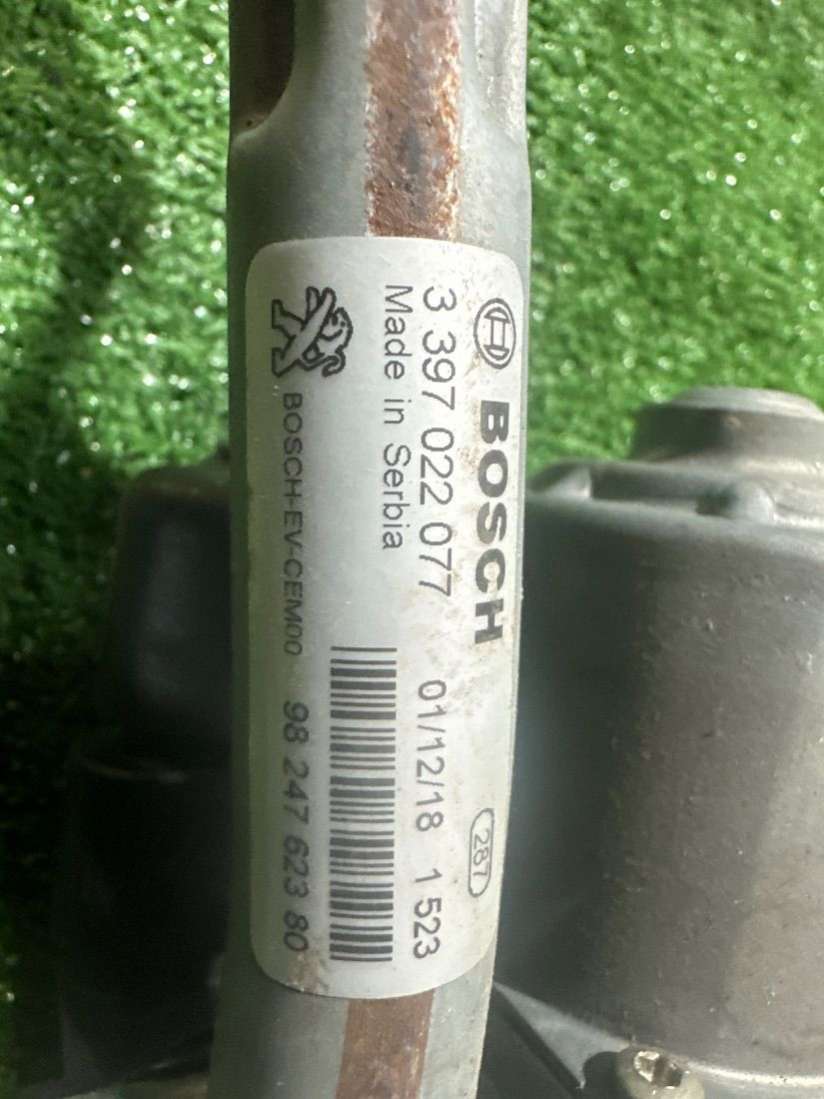 BOSCH
287
3 397 022 077 01/12/18 1 523
Made in Serbia
BOSCH-EV-CEM00 98 247 623 80